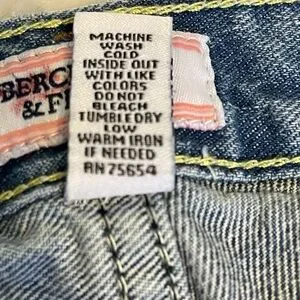 BERC
& FI
MACHINE
WASH
COLD
INSIDE OUT
WITH LIKE
COLORS
DO NOT
BLEACH
TUMBLE DRY
LOW
WARM IRON
IF NEEDED
RN 75654